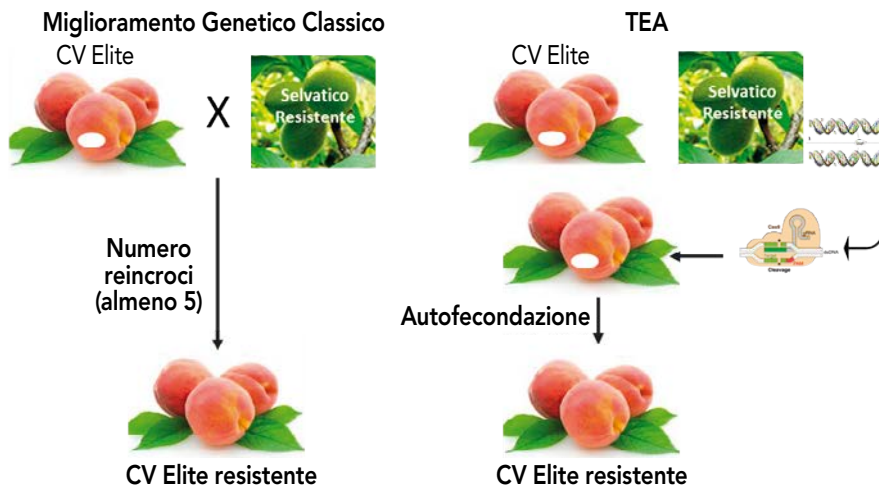 Miglioramento Genetico Classico
CV Elite
X
Selvatico
Resistente
Numero
reincroci
(almeno 5)
CV Elite resistente
TEA
CV Elite
Selvatico
Resistente
Cleavage
Autofecondazione
CV Elite resistente